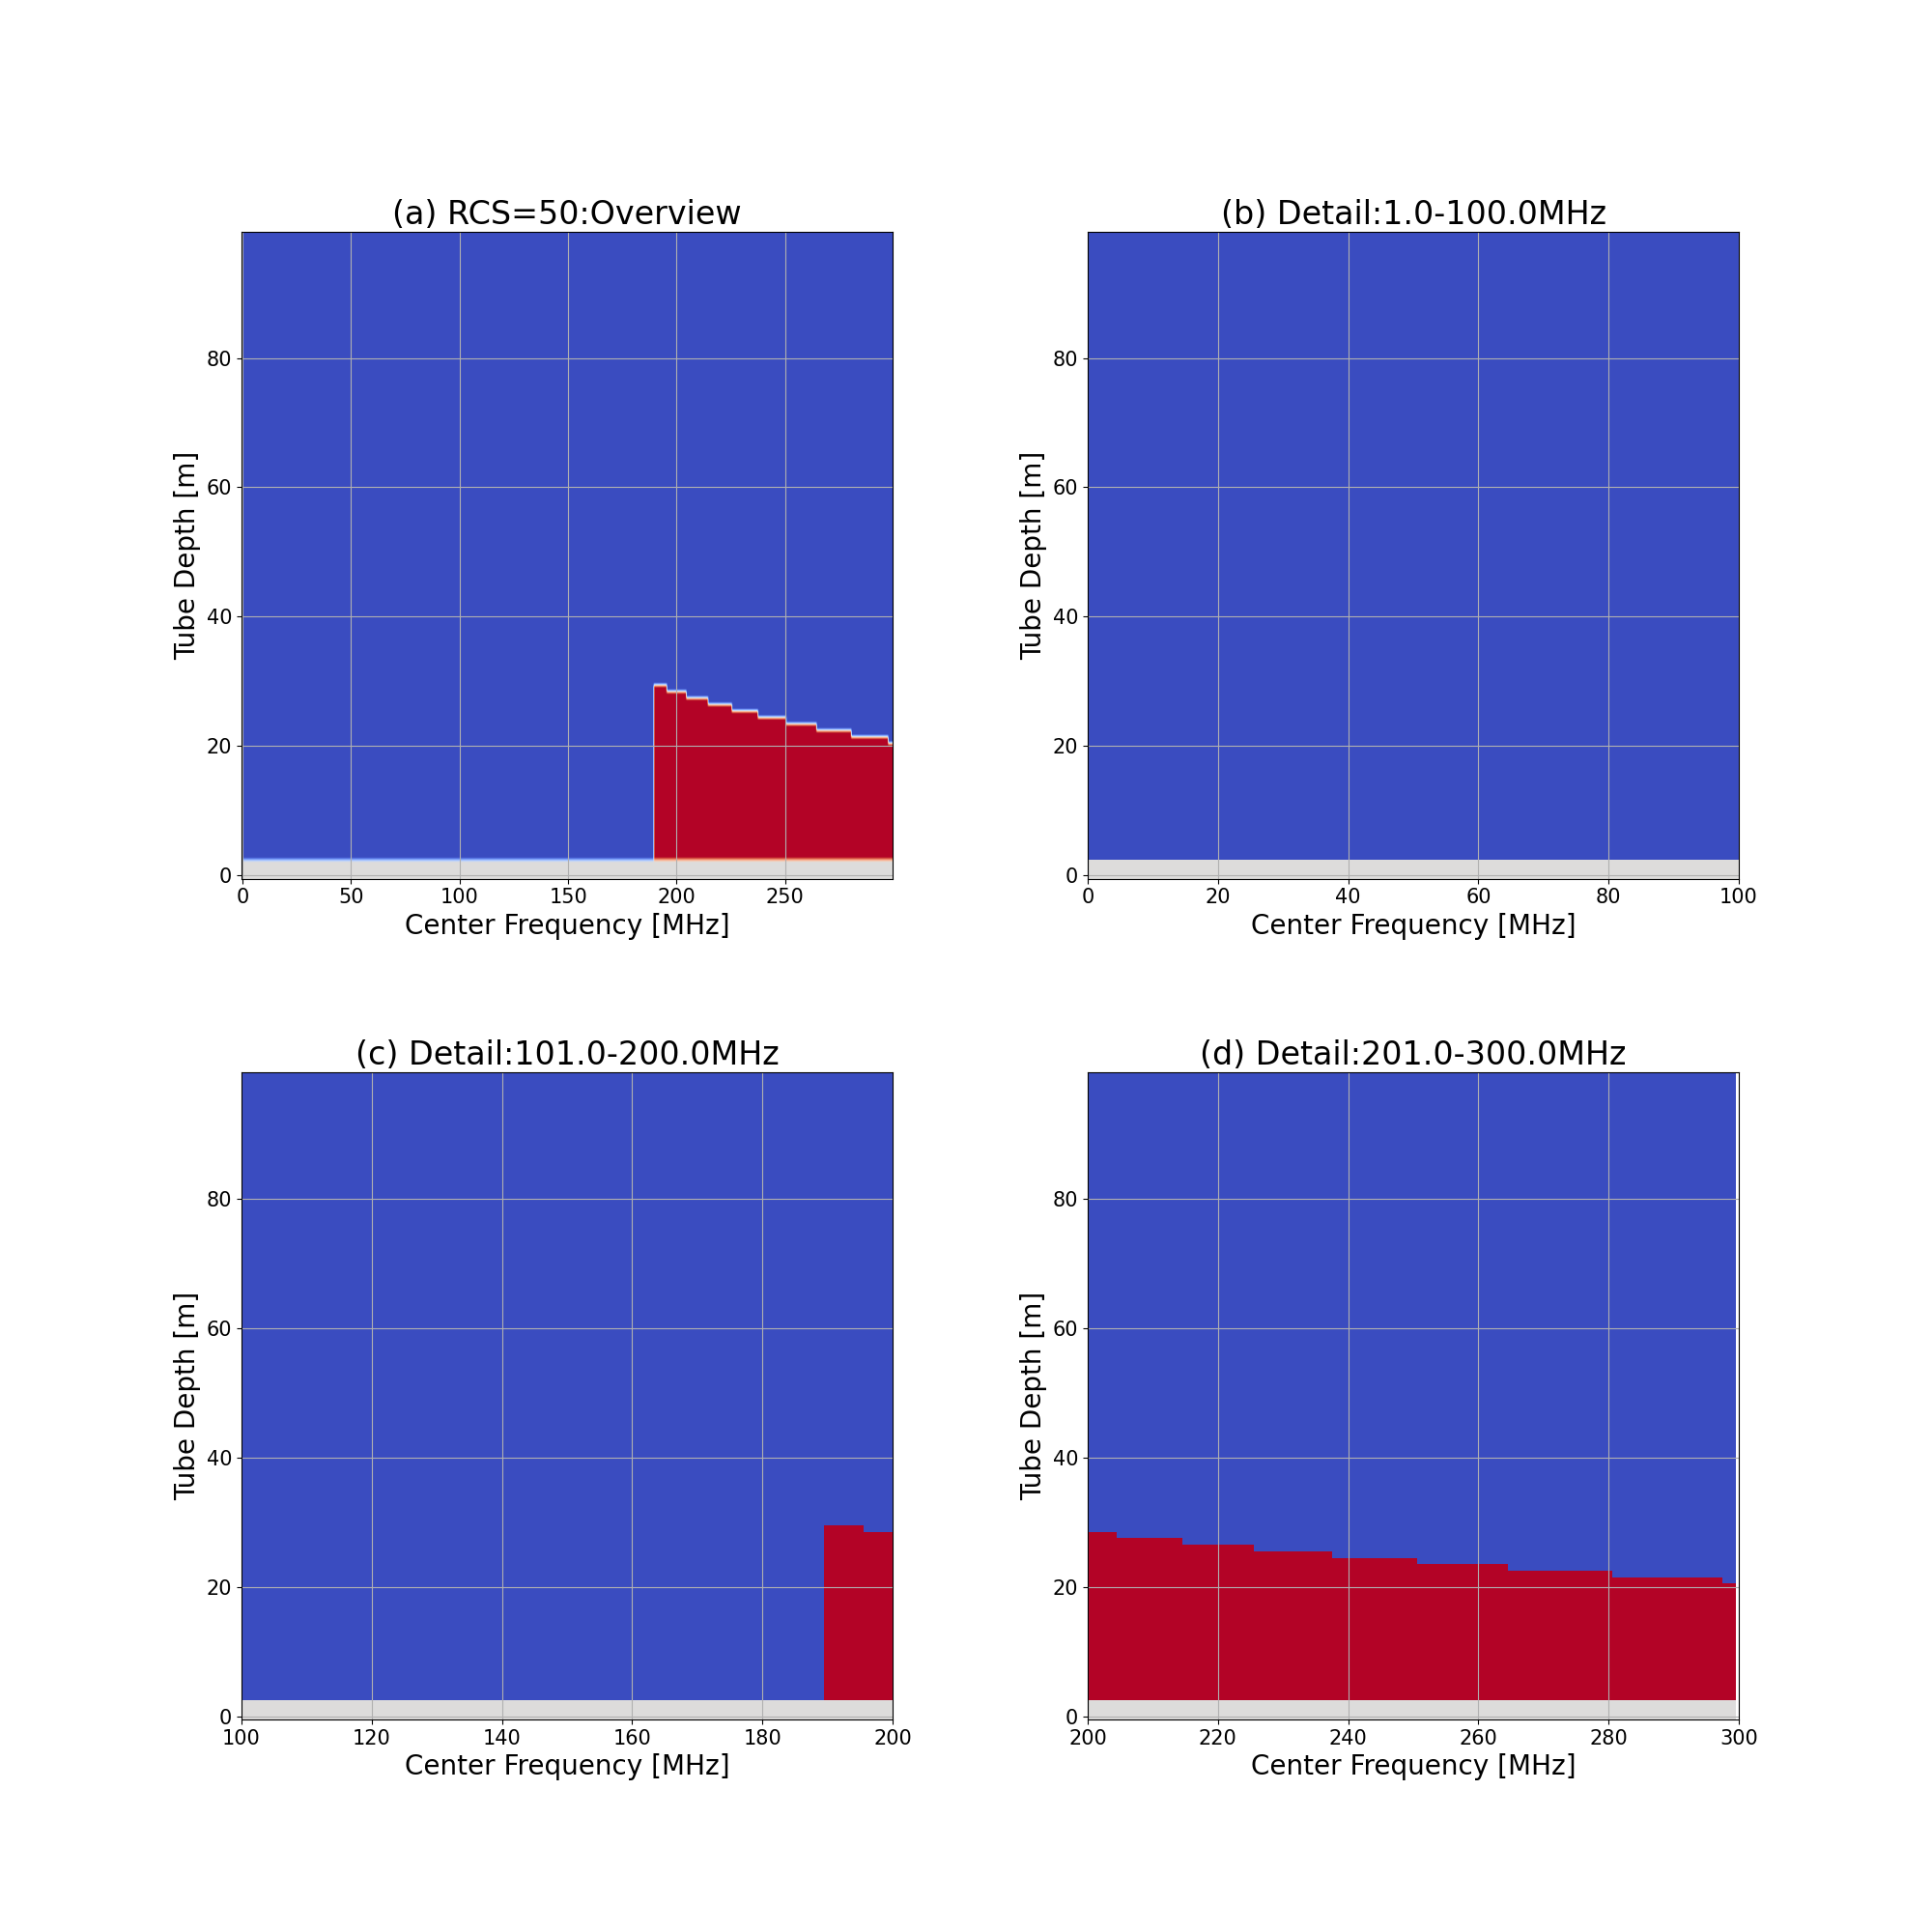 (a) RCS=50:Overview
Tube Depth [m]
80
60
40
20
0
0 50 100 150 200 250
Center Frequency [MHz]
(b) Detail:1.0-100.0MHz
Tube Depth [m]
80
60
40
20
0
0 20 40 60 80 100
Center Frequency [MHz]
(c) Detail:101.0-200.0MHz
Tube Depth [m]
80
60
40
20
0
100 120 140 160 180 200
Center Frequency [MHz]
(d) Detail:201.0-300.0MHz
Tube Depth [m]
80
60
40
20
0
200 220 240 260 280 300
Center Frequency [MHz]